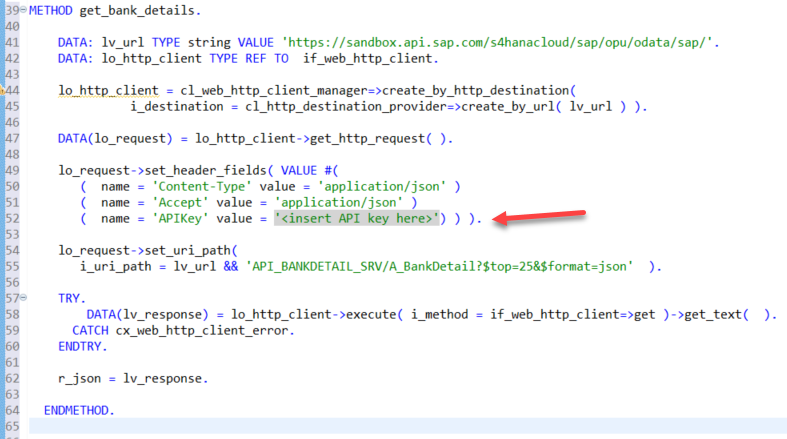 39 METHOD get_bank_details.
40
41 DATA: lv_url TYPE string VALUE 'https://sandbox.api.sap.com/s4hanacloud/sap/opu/odata/sap/'.
42 DATA: lo_http_client TYPE REF TO  if_web_http_client.
43
44 lo_http_client = cl_web_http_client_manager=>create_by_http_destination(
45 i_destination = cl_http_destination_provider=>create_by_url( lv_url ) ).
46
47 DATA(lo_request) = lo_http_client->get_http_request( ).
48
49 lo_request->set_header_fields( VALUE #(
50 (  name = 'Content-Type' value = 'application/json' )
51 (  name = 'Accept' value = 'application/json' )
52 (  name = 'APIKey' value = '<insert API key here>') ) ).
53
54 lo_request->set_uri_path(
55 i_uri_path = lv_url && 'API_BANKDETAIL_SRV/A_BankDetail?$top=25&$format=json'  ).
56
57 TRY.
58 DATA(lv_response) = lo_http_client->execute( i_method = if_web_http_client=>get )->get_text(  ).
59 CATCH cx_web_http_client_error.
60 ENDTRY.
61
62 r_json = lv_response.
63
64 ENDMETHOD.
65